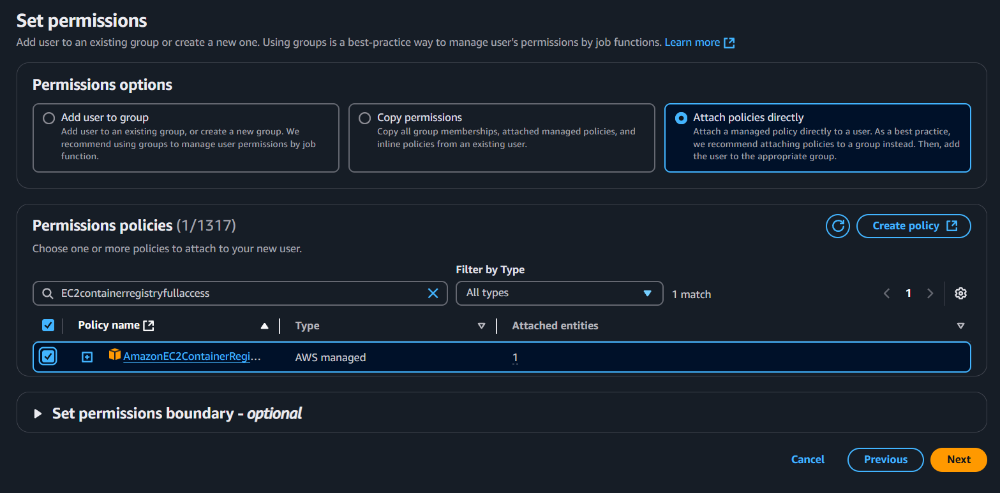 Set permissions
Add user to an existing group or create a new one. Using groups is a best-practice way to manage user's permissions by job functions. Learn more
Permissions options
Add user to group
Add user to an existing group, or create a new group. We
recommend using groups to manage user permissions by job
function.
Copy permissions
Copy all group memberships, attached managed policies, and
inline policies from an existing user.
Attach policies directly
Attach a managed policy directly to a user. As a best practice,
we recommend attaching policies to a group instead. Then, add
the user to the appropriate group.
Permissions policies (1/1317)
Create policy
Choose one or more policies to attach to your new user.
Filter by Type
EC2containerregistryfullaccess
All types
1 match
1
Policy name
Type
Attached entities
AmazonEC2ContainerRegi...
AWS managed
1
Set permissions boundary - optional
Cancel
Previous
Next